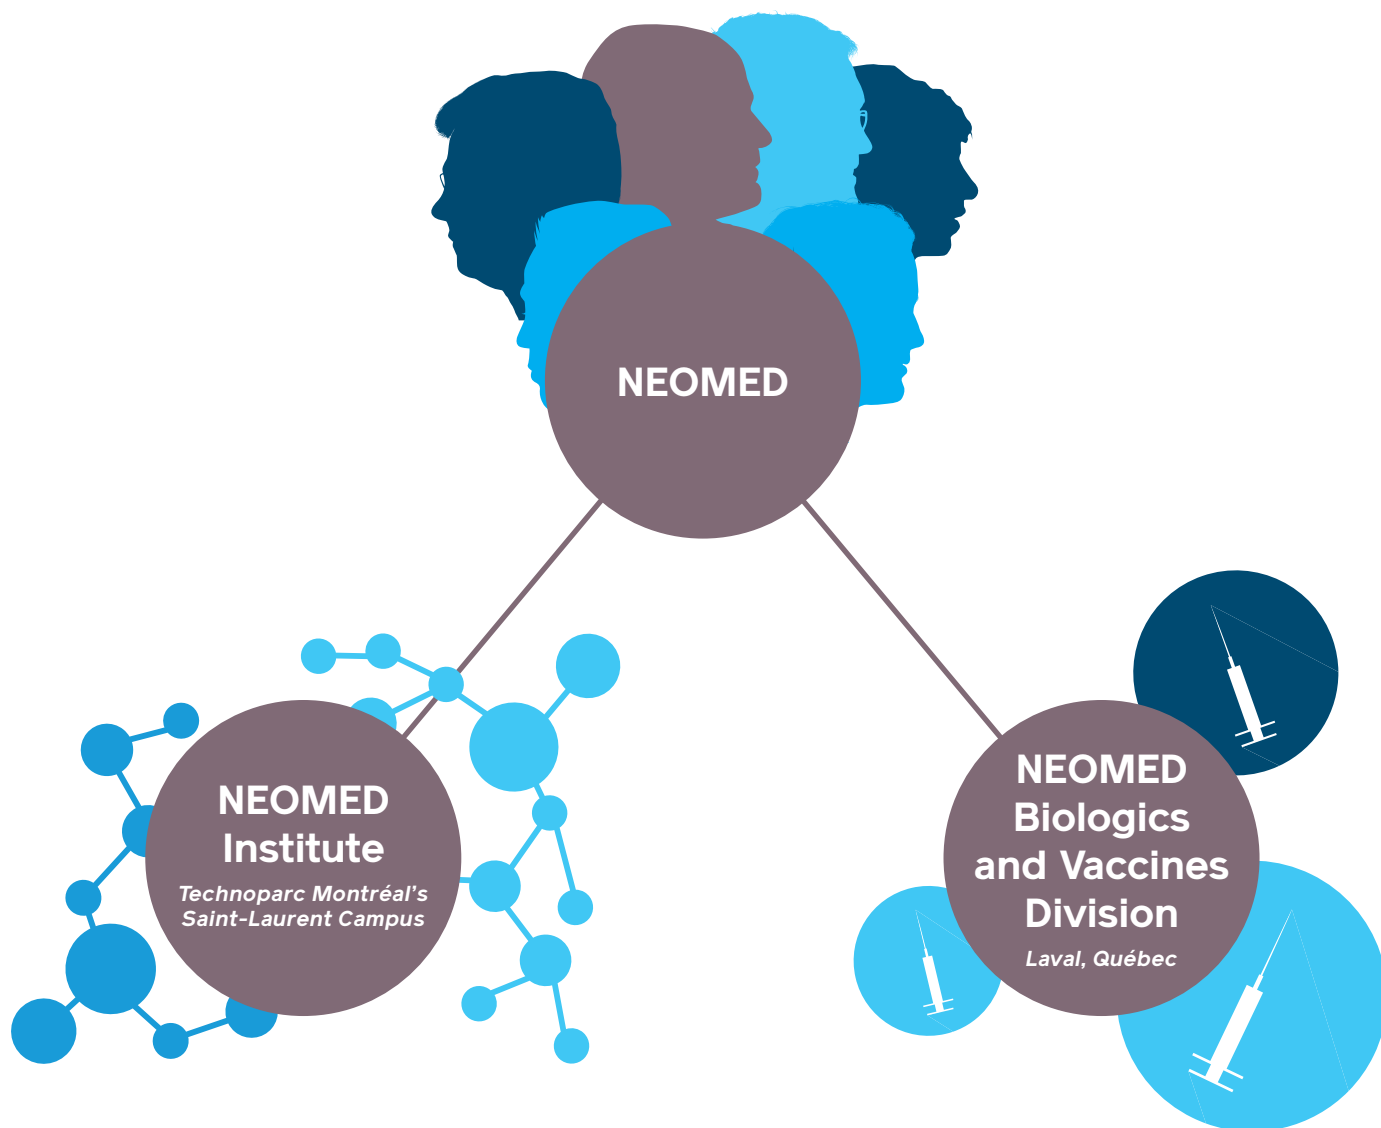 NEOMED
NEOMED
Institute
Technoparc Montréal’s
Saint-Laurent Campus
NEOMED
Biologics
and Vaccines
Division
Laval, Québec